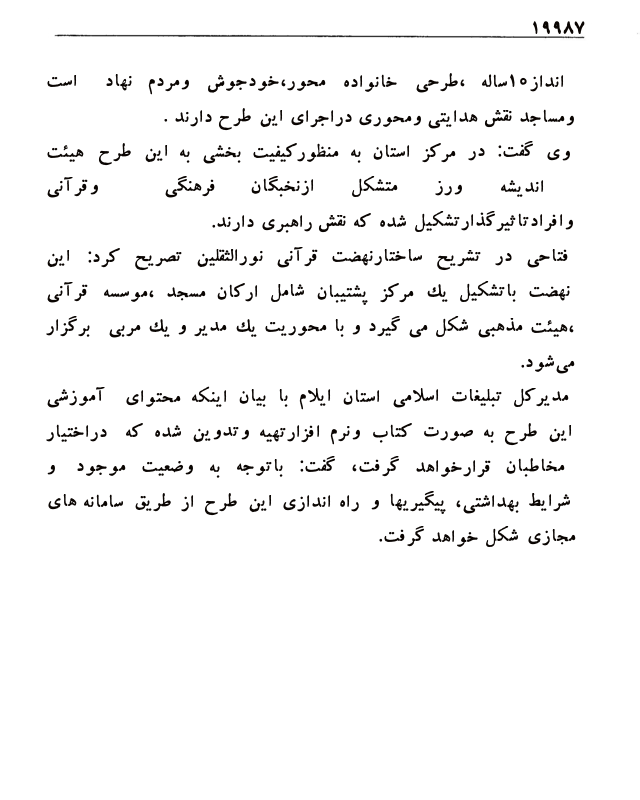 ۱۹۹۸۷
انداز۱۰ساله ،طرحی خانواده محور،خودجوش ومردم نهاد است
ومساجد نقش هدایتی ومحوری دراجرای این طرح دارند .
وی گفت: در مرکز استان به منظورکیفیت بخشی به این طرح هیئت
اندیشه ورز متشکل ازنخبگان فرهنگی وقرآنی
وافرادتاثیرگذارتشکیل شده که نقش راهبری دارند.
فتاحی در تشریح ساختارنهضت قرآنی نورالثقلین تصریح کرد: این
نهضت باتشکیل یك مرکز پشتیبان شامل ارکان مسجد ،موسسه قرآنی
،هیئت مذهبی شکل می گیرد و با محوریت یك مدیر و یك مربی برگزار
می‌شود.
مدیرکل تبلیغات اسلامی استان ایلام با بیان اینکه محتوای آموزشی
این طرح به صورت کتاب ونرم افزارتهیه وتدوین شده که دراختیار
مخاطبان قرارخواهد گرفت، گفت: باتوجه به وضعیت موجود و
شرایط بهداشتی، پیگیریها و راه اندازی این طرح از طریق سامانه های
مجازی شکل خواهد گرفت.